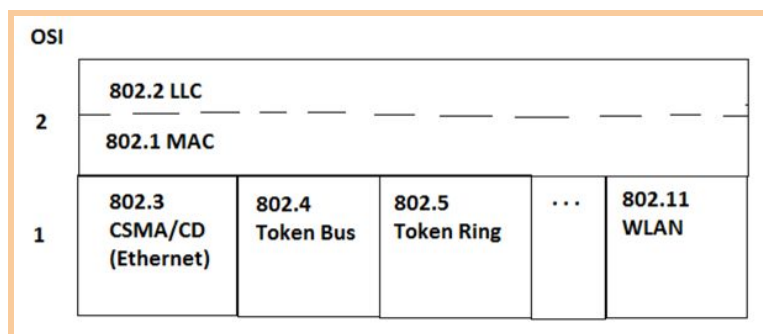 OSI
802.2 LLC
2
802.1 MAC
802.3
CSMA/CD
(Ethernet)
802.4
Token Bus
802.5
Token Ring
...
802.11
WLAN
1